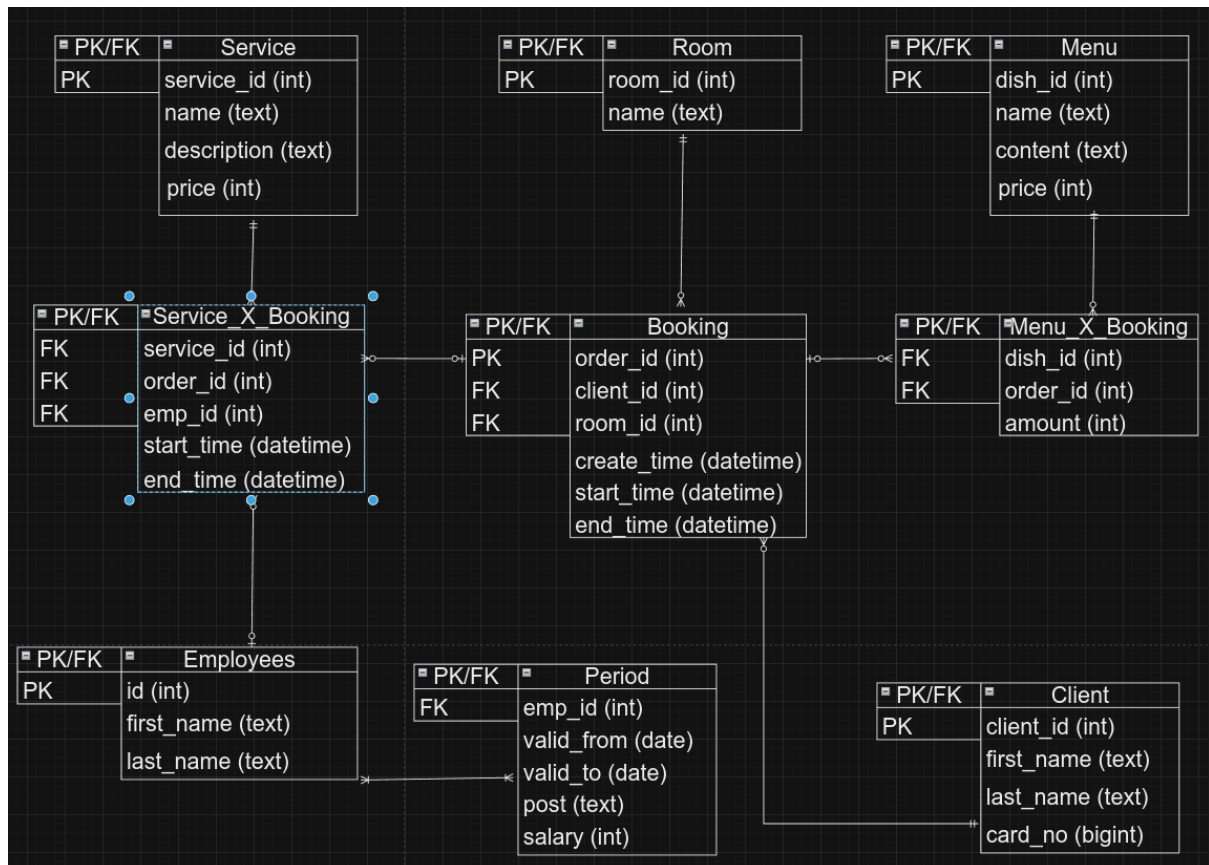 PK/FK Service
PK service_id (int)
name (text)
description (text)
price (int)
PK/FK Room
PK room_id (int)
name (text)
PK/FK Menu
PK dish_id (int)
name (text)
content (text)
price (int)
PK/FK Service_X_Booking
FK service_id (int)
FK order_id (int)
FK emp_id (int)
start_time (datetime)
end_time (datetime)
PK/FK Booking
PK order_id (int)
FK client_id (int)
FK room_id (int)
create_time (datetime)
start_time (datetime)
end_time (datetime)
PK/FK Menu_X_Booking
FK dish_id (int)
FK order_id (int)
amount (int)
PK/FK Employees
PK id (int)
first_name (text)
last_name (text)
PK/FK Period
FK emp_id (int)
valid_from (date)
valid_to (date)
post (text)
salary (int)
PK/FK Client
PK client_id (int)
first_name (text)
last_name (text)
card_no (bigint)